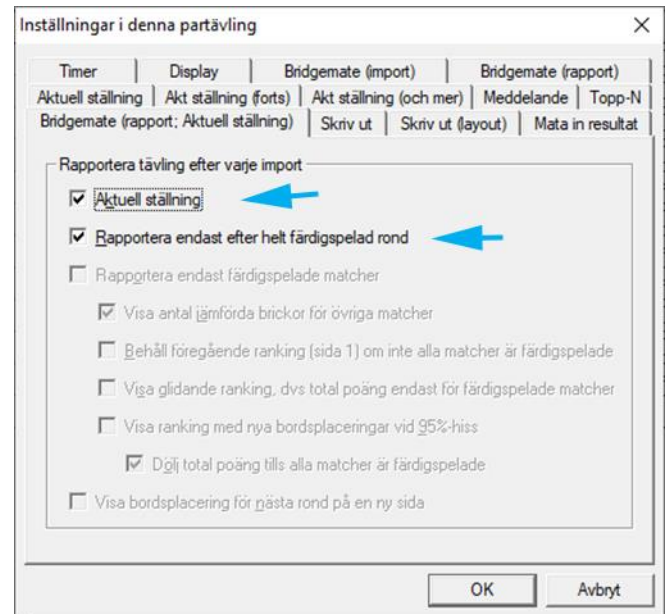 Inställningar i denna partävling
Timer Display Bridgemate (import) Bridgemate (rapport)
Aktuell ställning Akt ställning (forts) Akt ställning (och mer) Meddelande Topp-N
Bridgemate (rapport; Aktuell ställning) Skriv ut Skriv ut (layout) Mata in resultat
Rapportera tävling efter varje import
Aktuell ställning
Rapportera endast efter helt färdigspelad rond
Rapportera endast färdigspelade matcher
Visa antal jämförda brickor för övriga matcher
Behåll föregående ranking (sida 1) om inte alla matcher är färdigspelade
Visa glidande ranking, dvs total poäng endast för färdigspelade matcher
Visa ranking med nya bordsplaceringar vid 95%-hiss
Dölj total poäng tills alla matcher är färdigspelade
Visa bordsplacering för nästa rond på en ny sida
OK Avbryt